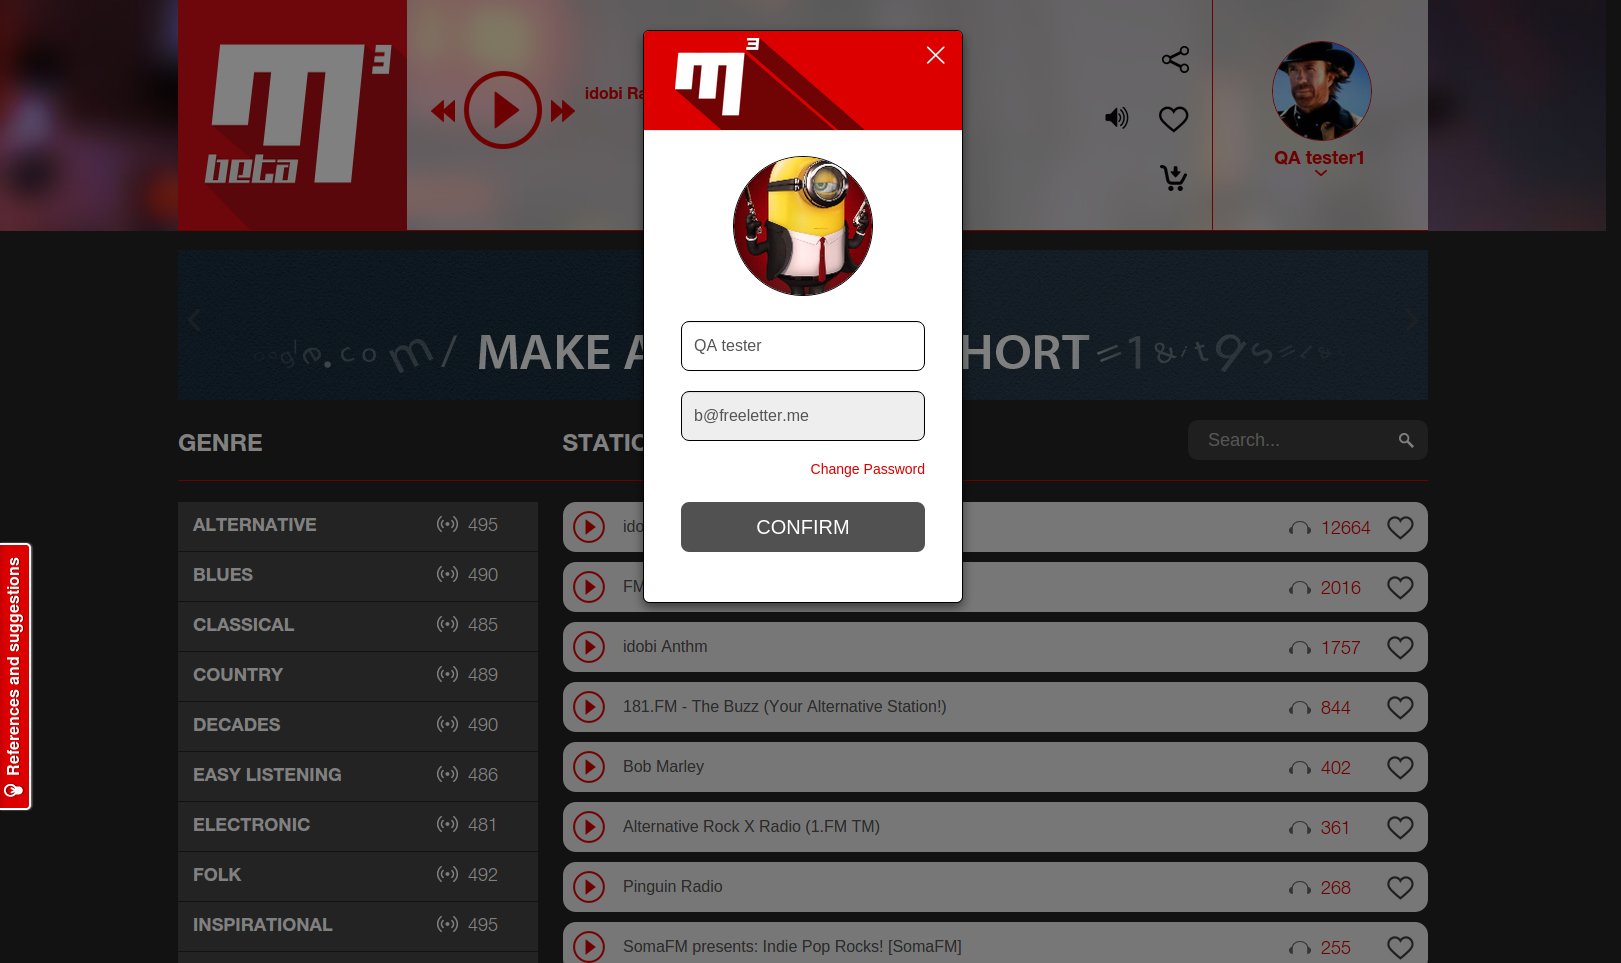 m3
beta
idobi Ra
QA tester1
m3
QA tester
b@freeletter.me
Change Password
CONFIRM
ogle.com/ MAKE A
HORT =1&/t9s=
GENRE
STATIO
Search...
ALTERNATIVE 495
BLUES 490
CLASSICAL 485
COUNTRY 489
DECADES 490
EASY LISTENING 486
ELECTRONIC 481
FOLK 492
INSPIRATIONAL 495
ido 12664
FM 2016
idobi Anthm 1757
181.FM - The Buzz (Your Alternative Station!) 844
Bob Marley 402
Alternative Rock X Radio (1.FM TM) 361
Pinguin Radio 268
SomaFM presents: Indie Pop Rocks! [SomaFM] 255
References and suggestions